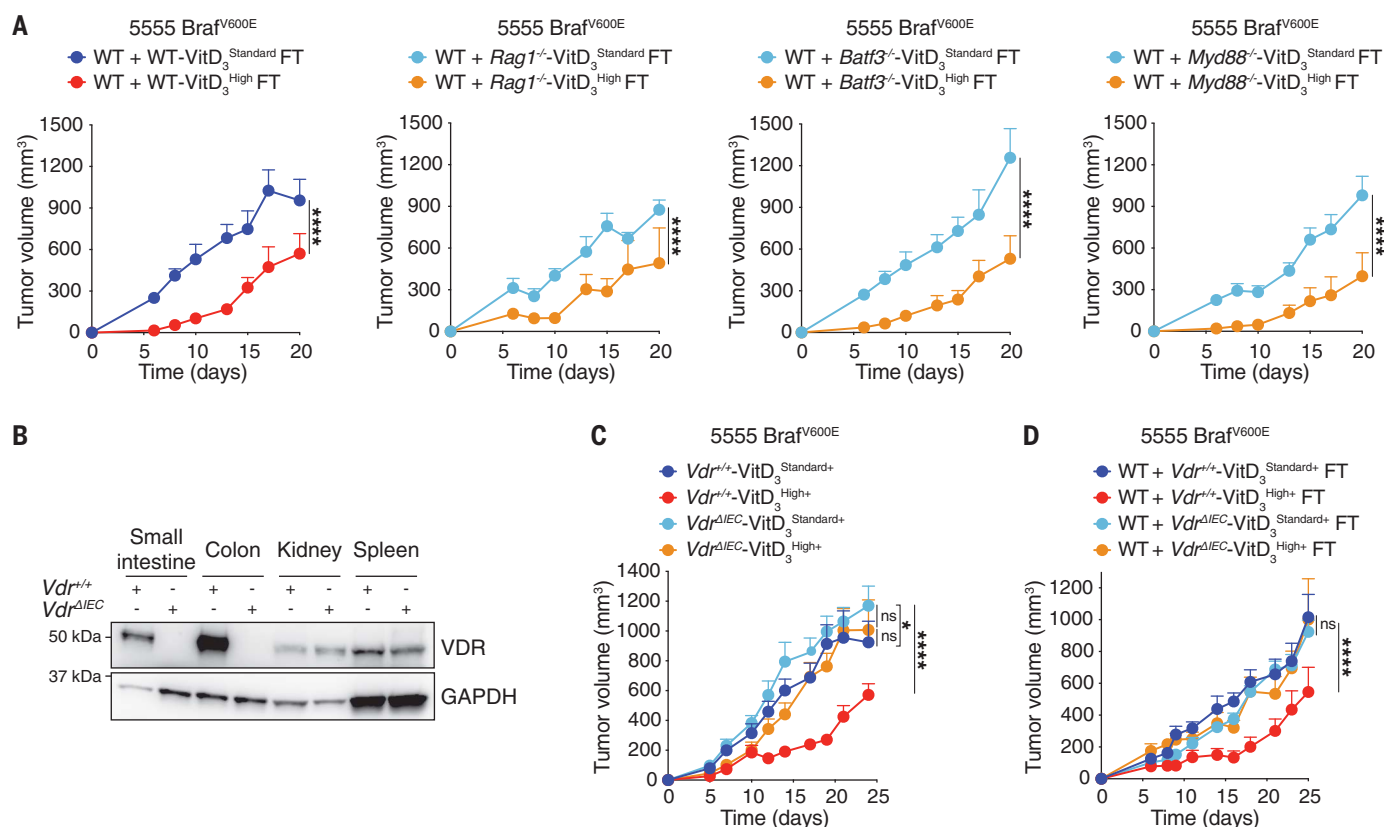 A
5555 Braf^V600E
WT + WT-VitD₃^Standard FT
WT + WT-VitD₃^High FT
Tumor volume (mm³)
1500
1200
900
600
300
0
0 5 10 15 20
Time (days)
****
5555 Braf^V600E
WT + Rag1^-/--VitD₃^Standard FT
WT + Rag1^-/--VitD₃^High FT
Tumor volume (mm³)
1500
1200
900
600
300
0
0 5 10 15 20
Time (days)
****
5555 Braf^V600E
WT + Batf3^-/--VitD₃^Standard FT
WT + Batf3^-/--VitD₃^High FT
Tumor volume (mm³)
1500
1200
900
600
300
0
0 5 10 15 20
Time (days)
****
5555 Braf^V600E
WT + Myd88^-/--VitD₃^Standard FT
WT + Myd88^-/--VitD₃^High FT
Tumor volume (mm³)
1500
1200
900
600
300
0
0 5 10 15 20
Time (days)
****
B
Small
intestine Colon Kidney Spleen
Vdr^+/+ + - + - + - + -
Vdr^ΔIEC - + - + - + - +
50 kDa
VDR
37 kDa
GAPDH
C
5555 Braf^V600E
Vdr^+/+-VitD₃^Standard+
Vdr^+/+-VitD₃^High+
Vdr^ΔIEC-VitD₃^Standard+
Vdr^ΔIEC-VitD₃^High+
Tumor volume (mm³)
1400
1200
1000
800
600
400
200
0
0 5 10 15 20 25
Time (days)
ns
ns
*
****
D
5555 Braf^V600E
WT + Vdr^+/+-VitD₃^Standard+ FT
WT + Vdr^+/+-VitD₃^High+ FT
WT + Vdr^ΔIEC-VitD₃^Standard+ FT
WT + Vdr^ΔIEC-VitD₃^High+ FT
Tumor volume (mm³)
1200
1000
800
600
400
200
0
0 5 10 15 20 25
Time (days)
ns
****